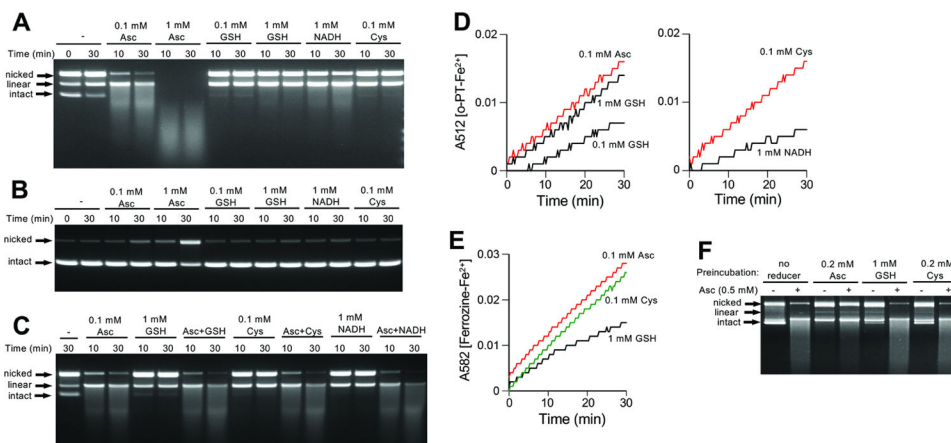 A
0.1 mM Asc
1 mM Asc
0.1 mM GSH
1 mM GSH
1 mM NADH
0.1 mM Cys
-
Time (min) 0 30 10 30 10 30 10 30 10 30 10 30 10 30
nicked
linear
intact
B
0.1 mM Asc
1 mM Asc
0.1 mM GSH
1 mM GSH
1 mM NADH
0.1 mM Cys
-
Time (min) 0 30 10 30 10 30 10 30 10 30 10 30 10 30
nicked
intact
C
-
0.1 mM Asc
1 mM GSH
Asc+GSH
0.1 mM Cys
Asc+Cys
1 mM NADH
Asc+NADH
Time (min) 30 10 30 10 30 10 30 10 30 10 30 10 30 10 30
nicked
linear
intact
D
A512 [o-PT-Fe²⁺]
0.01
0.01
0
0
0.1 mM Asc
1 mM GSH
0.1 mM GSH
0 10 20 30
Time (min)
0.1 mM Cys
1 mM NADH
0 10 20 30
Time (min)
E
A582 [Ferrozine-Fe²⁺]
0.03
0.02
0.01
0
0.1 mM Asc
0.1 mM Cys
1 mM GSH
0 10 20 30
Time (min)
F
Preincubation:
no reducer
0.2 mM Asc
1 mM GSH
0.2 mM Cys
Asc (0.5 mM) - + - + - + - +
nicked
linear
intact